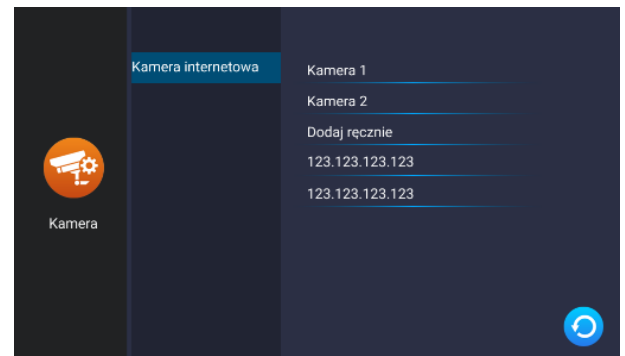 Kamera
Kamera internetowa
Kamera 1
Kamera 2
Dodaj ręcznie
123.123.123.123
123.123.123.123